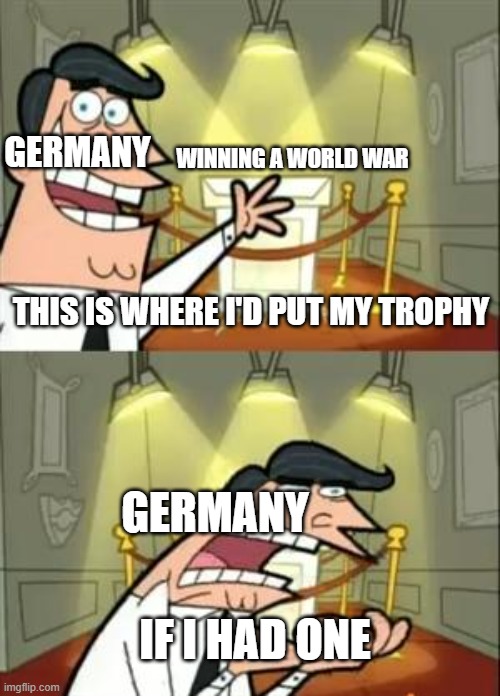 GERMANY
WINNING A WORLD WAR
THIS IS WHERE I'D PUT MY TROPHY
GERMANY
IF I HAD ONE
imgflip.com